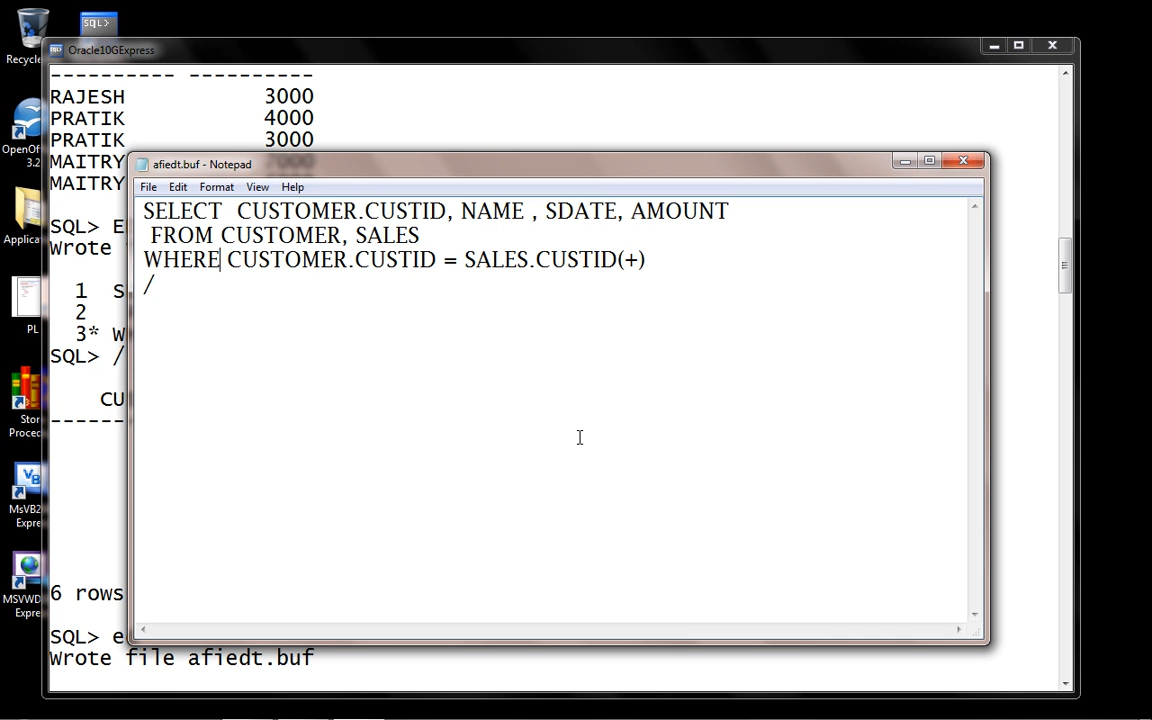 SQL>
Recycle
Oracle10GExpress
---------- ----------
RAJESH 3000
PRATIK 4000
PRATIK 3000
MAITRY 7000
MAITRY
OpenOf
3.2
afiedt.buf - Notepad
File Edit Format View Help
SELECT CUSTOMER.CUSTID, NAME , SDATE, AMOUNT
FROM CUSTOMER, SALES
WHERE CUSTOMER.CUSTID = SALES.CUSTID(+)
/
SQL> E
Wrote
Applicat
1 S
2
3* W
SQL> /
PL
CU
------
Stor
Proced
MsVB2
Expre
MSVWD
Expre
6 rows
SQL> e
Wrote file afiedt.buf